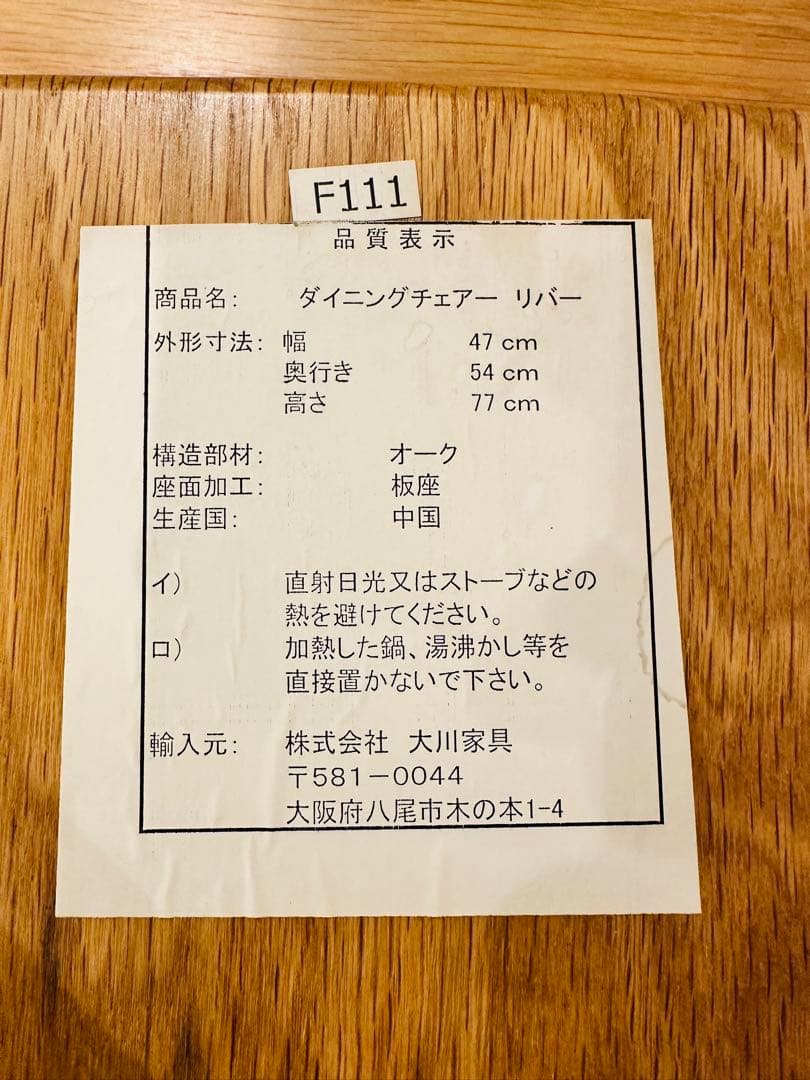 F111
品質表示
商品名: ダイニングチェアー リバー
外形寸法: 幅 47 cm
奥行き 54 cm
高さ 77 cm
構造部材: オーク
座面加工: 板座
生産国: 中国
イ) 直射日光又はストーブなどの
熱を避けてください。
ロ) 加熱した鍋、湯沸かし等を
直接置かないで下さい。
輸入元: 株式会社 大川家具
〒581-0044
大阪府八尾市木の本1-4